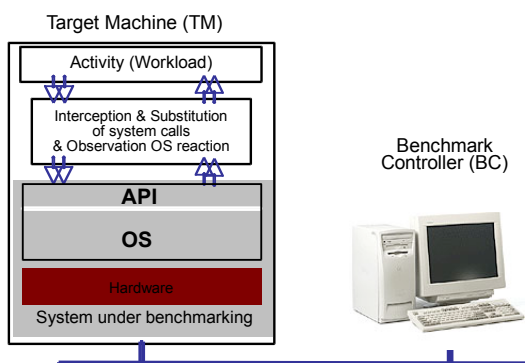 Target Machine (TM)
Activity (Workload)
Interception & Substitution
of system calls
& Observation OS reaction
API
OS
Hardware
System under benchmarking
Benchmark
Controller (BC)